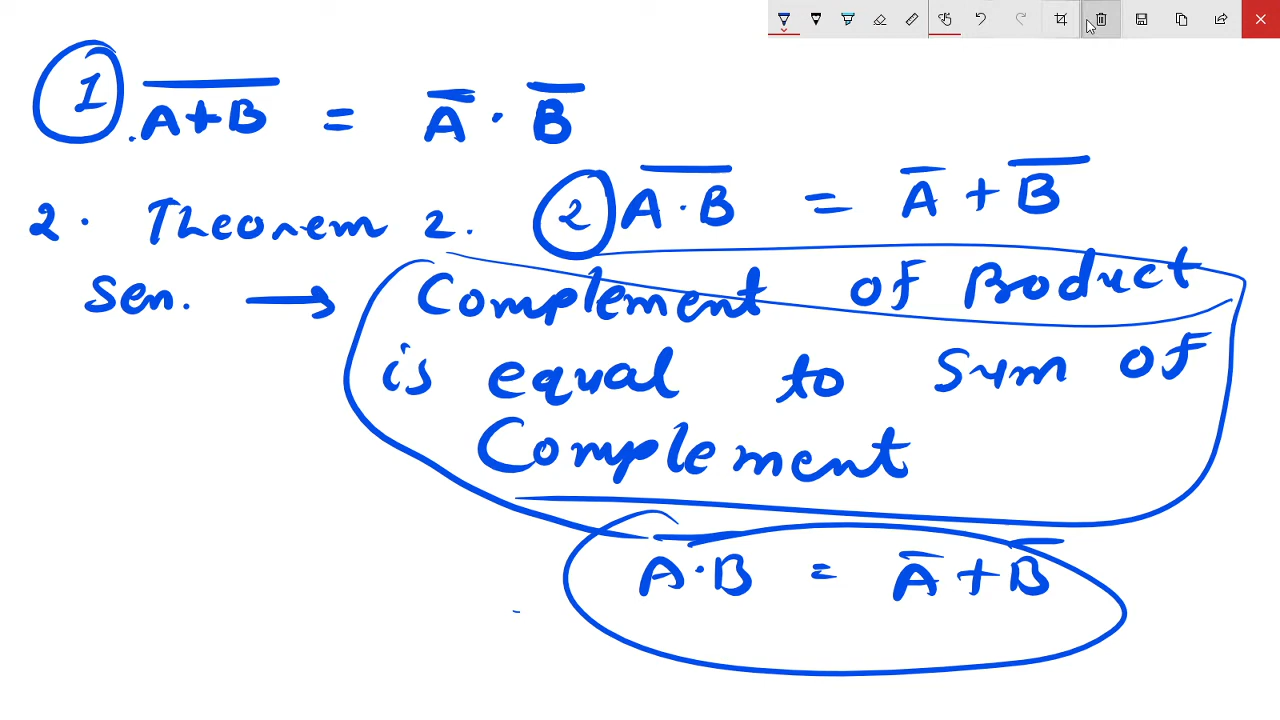 1 A̅+̅B̅ = A̅ · B̅
2 A̅·̅B̅ = A̅ + B̅
2. Theorem 2.
Sen. → Complement of Product
is equal to sum of
Complement
A̅·̅B̅ = A̅ + B̅